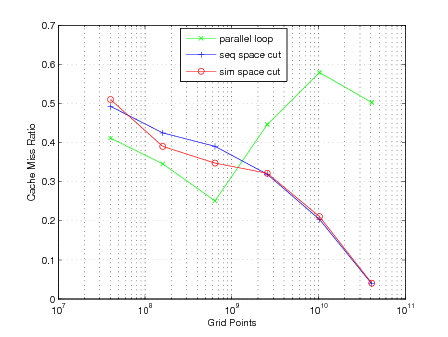 0.7
0.6
0.5
0.4
0.3
0.2
0.1
0
Cache Miss Ratio
parallel loop
seq space cut
sim space cut
10^7 10^8 10^9 10^10 10^11
Grid Points